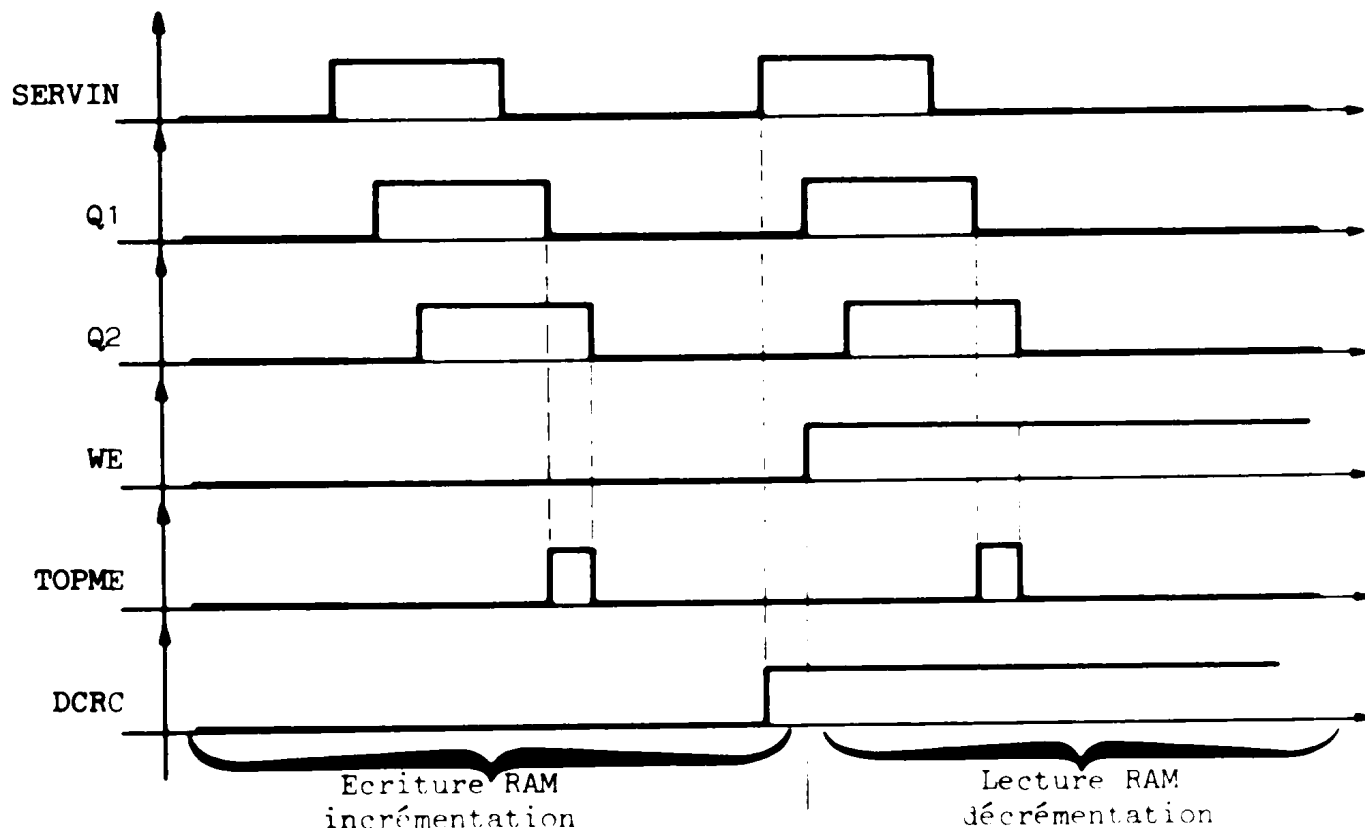 SERVIN
Q1
Q2
WE
TOPME
DCRC
Ecriture RAM
incrémentation
Lecture RAM
décrémentation